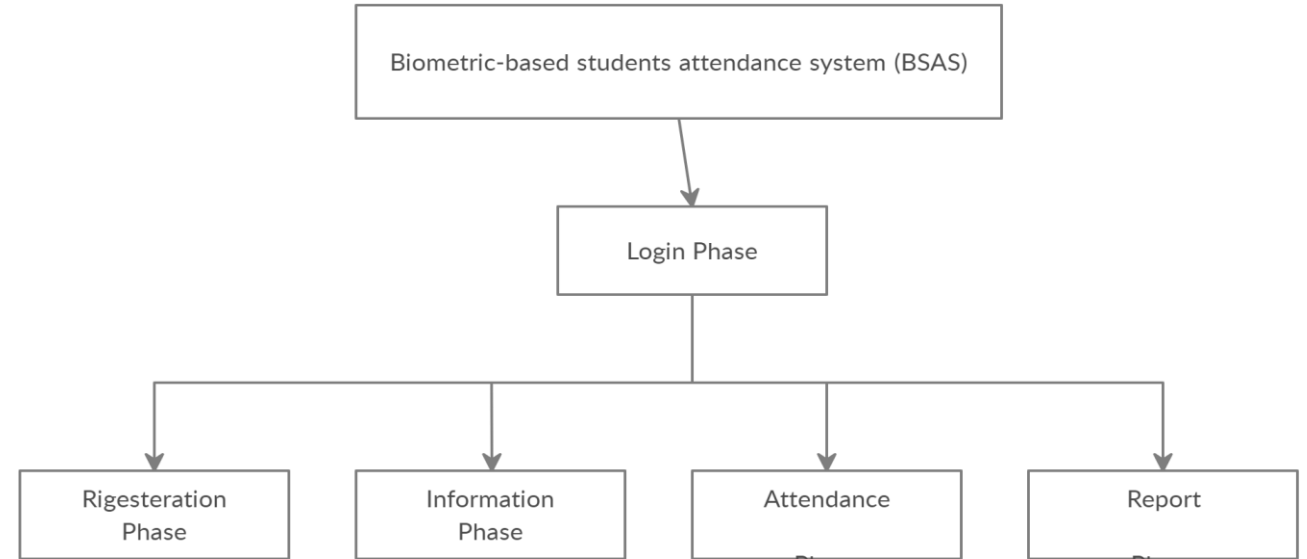 Biometric-based students attendance system (BSAS)
Login Phase
Rigesteration
Phase
Information
Phase
Attendance
Report